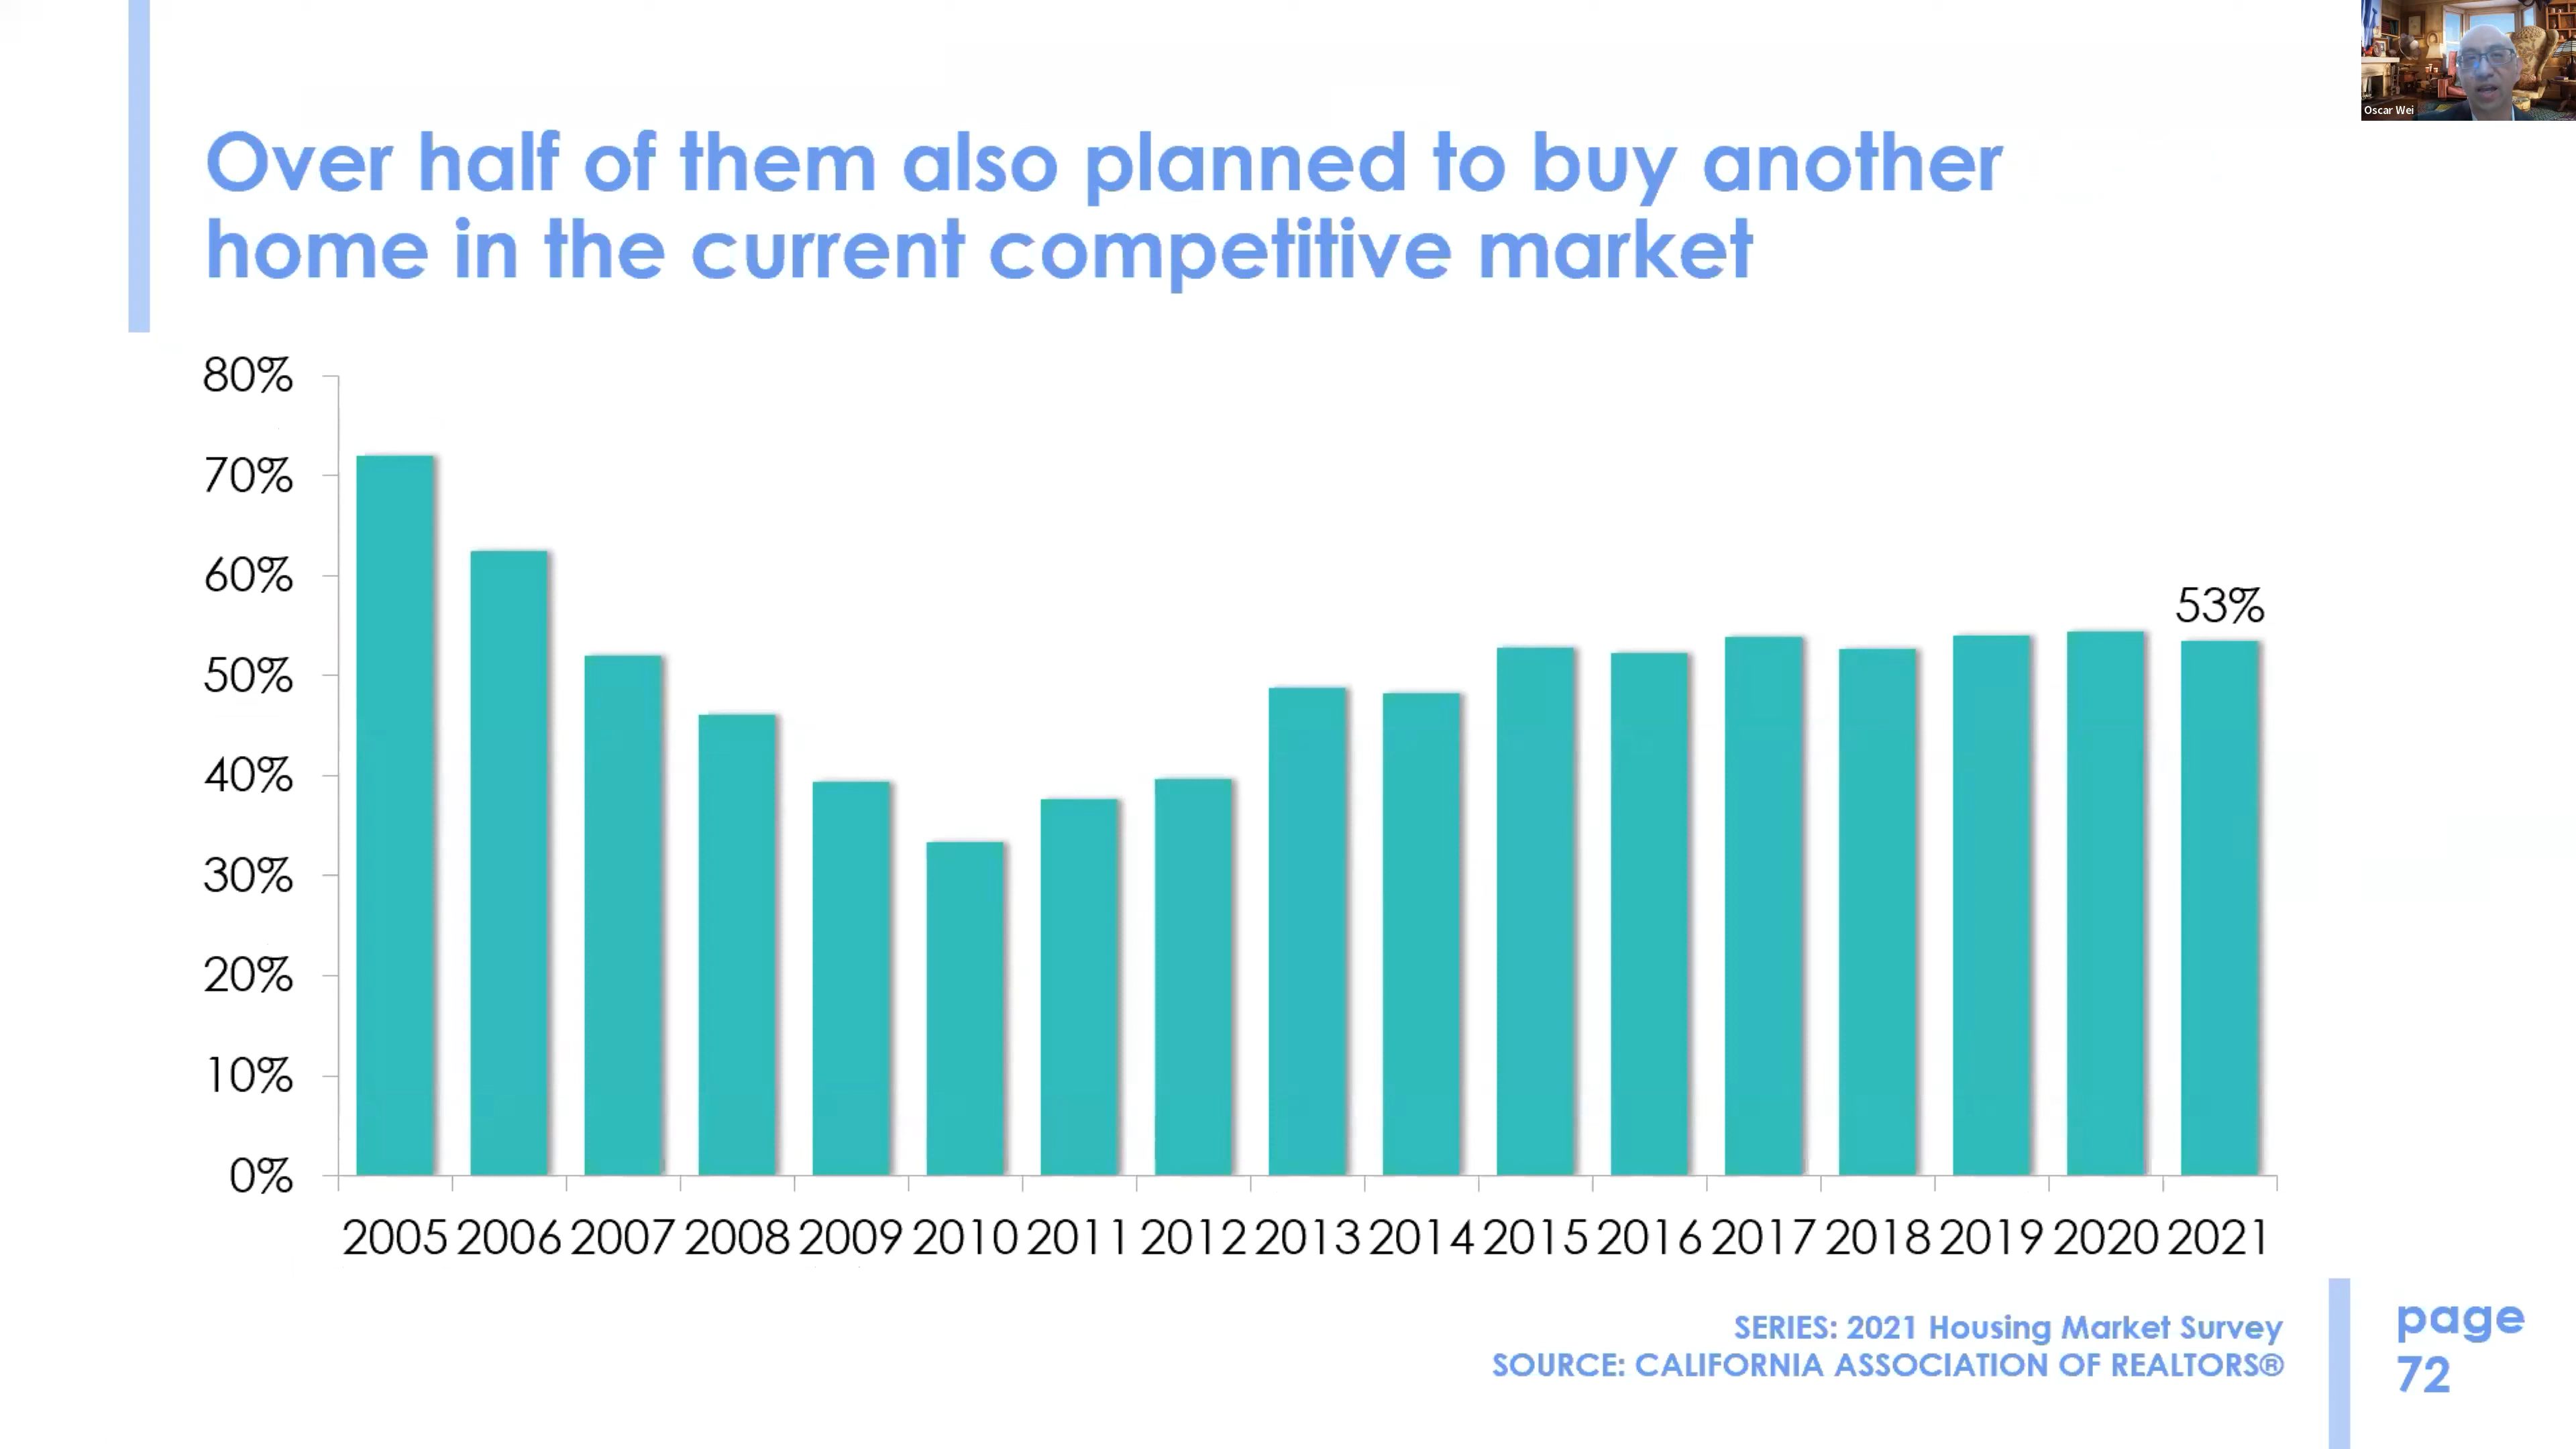 Oscar Wei
Over half of them also planned to buy another
home in the current competitive market
80%
70%
60%
50%
40%
30%
20%
10%
0%
53%
2005 2006 2007 2008 2009 2010 2011 2012 2013 2014 2015 2016 2017 2018 2019 2020 2021
SERIES: 2021 Housing Market Survey
SOURCE: CALIFORNIA ASSOCIATION OF REALTORS®
page
72